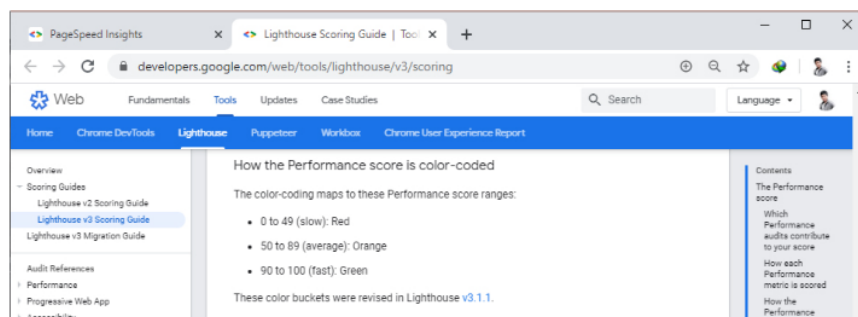 PageSpeed Insights
Lighthouse Scoring Guide | Tool
developers.google.com/web/tools/lighthouse/v3/scoring
Web Fundamentals Tools Updates Case Studies Search Language
Home Chrome DevTools Lighthouse Puppeteer Workbox Chrome User Experience Report
Overview
Scoring Guides
Lighthouse v2 Scoring Guide
Lighthouse v3 Scoring Guide
Lighthouse v3 Migration Guide
Audit References
Performance
Progressive Web App
Accessibility
How the Performance score is color-coded
The color-coding maps to these Performance score ranges:
• 0 to 49 (slow): Red
• 50 to 89 (average): Orange
• 90 to 100 (fast): Green
These color buckets were revised in Lighthouse v3.1.1.
Contents
The Performance
score
Which
Performance
audits contribute
to your score
How each
Performance
metric is scored
How the
Performance